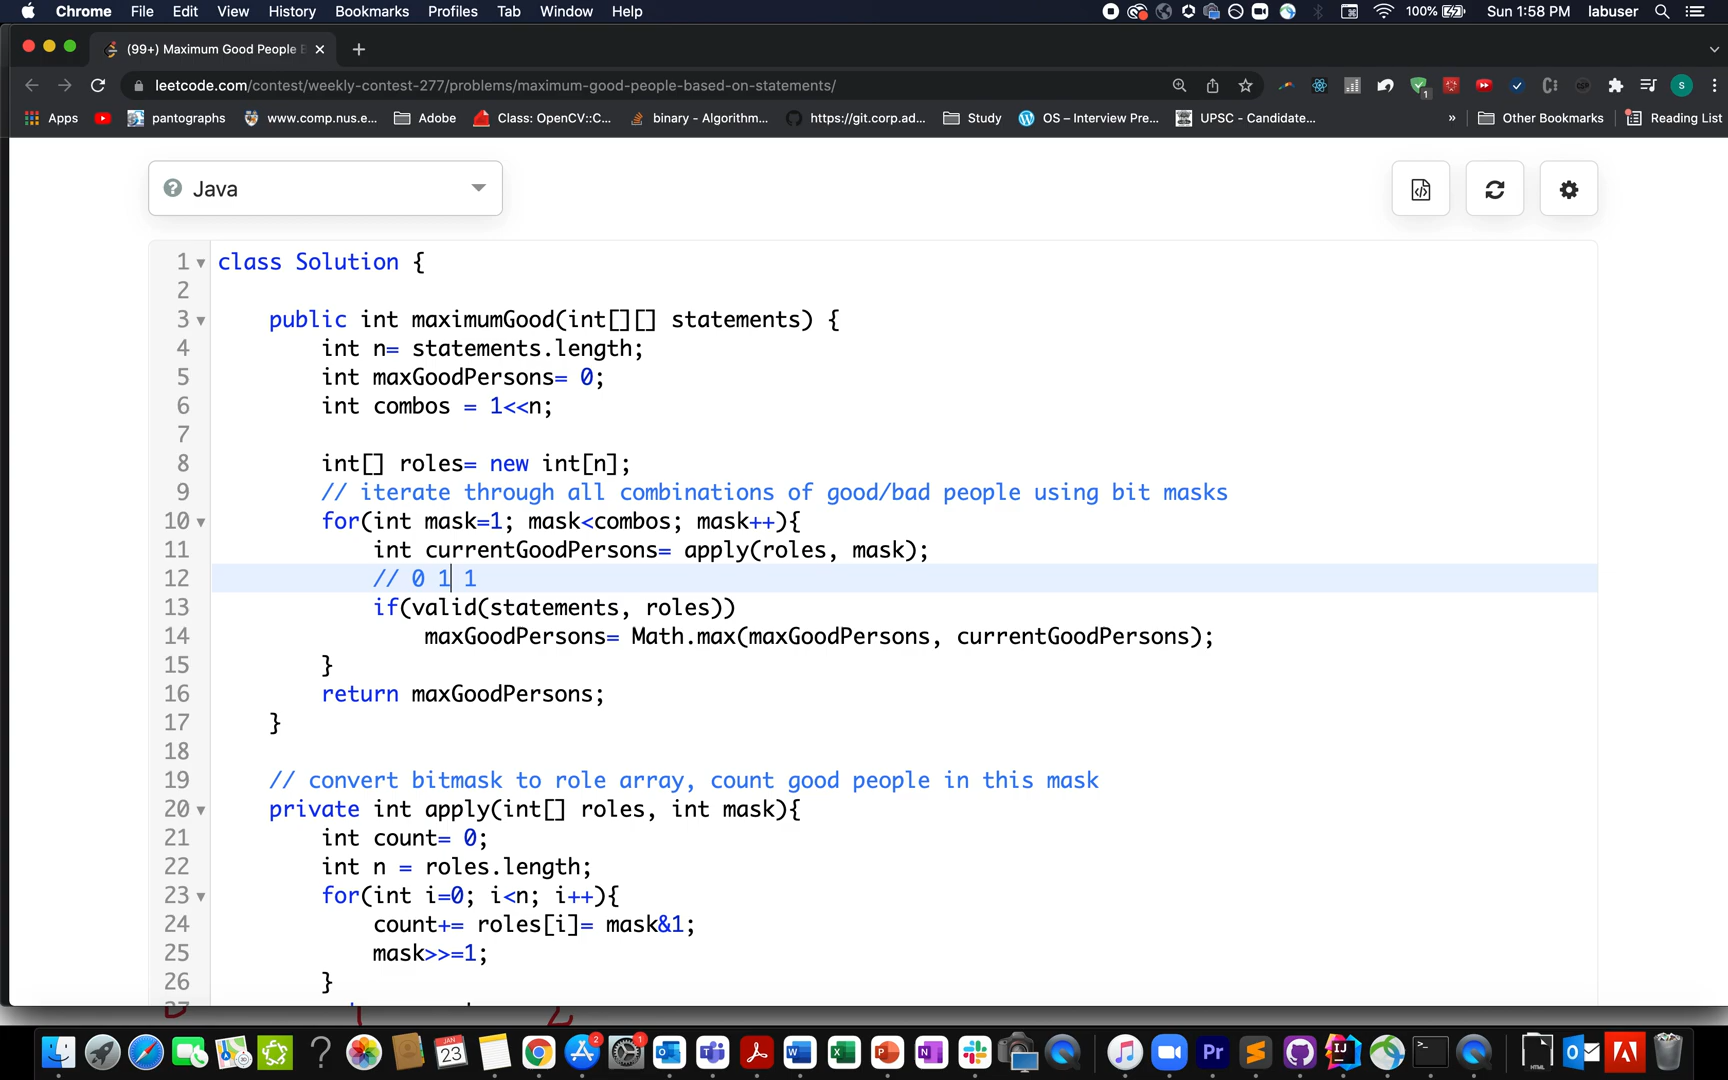 Chrome File Edit View History Bookmarks Profiles Tab Window Help 100% Sun 1:58 PM labuser
(99+) Maximum Good People
leetcode.com/contest/weekly-contest-277/problems/maximum-good-people-based-on-statements/
Apps pantographs www.comp.nus.e... Adobe Class: OpenCV::C... binary - Algorithm... https://git.corp.ad... Study OS – Interview Pre... UPSC - Candidate... » Other Bookmarks Reading List
Java
1 class Solution {
2
3 public int maximumGood(int[][] statements) {
4 int n= statements.length;
5 int maxGoodPersons= 0;
6 int combos = 1<<n;
7
8 int[] roles= new int[n];
9 // iterate through all combinations of good/bad people using bit masks
10 for(int mask=1; mask<combos; mask++){
11 int currentGoodPersons= apply(roles, mask);
12 // 0 1 1
13 if(valid(statements, roles))
14 maxGoodPersons= Math.max(maxGoodPersons, currentGoodPersons);
15 }
16 return maxGoodPersons;
17 }
18
19 // convert bitmask to role array, count good people in this mask
20 private int apply(int[] roles, int mask){
21 int count= 0;
22 int n = roles.length;
23 for(int i=0; i<n; i++){
24 count+= roles[i]= mask&1;
25 mask>>=1;
26 }